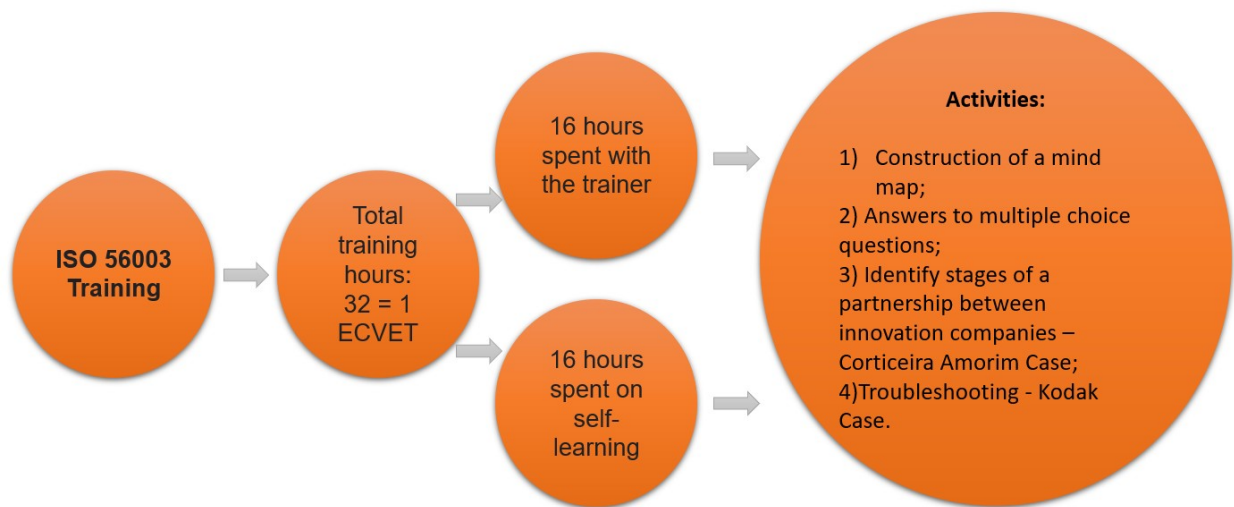 ISO 56003
Training
Total
training
hours:
32 = 1
ECVET
16 hours
spent with
the trainer
16 hours
spent on
self-
learning
Activities:
1) Construction of a mind
map;
2) Answers to multiple choice
questions;
3) Identify stages of a
partnership between
innovation companies –
Corticeira Amorim Case;
4)Troubleshooting - Kodak
Case.